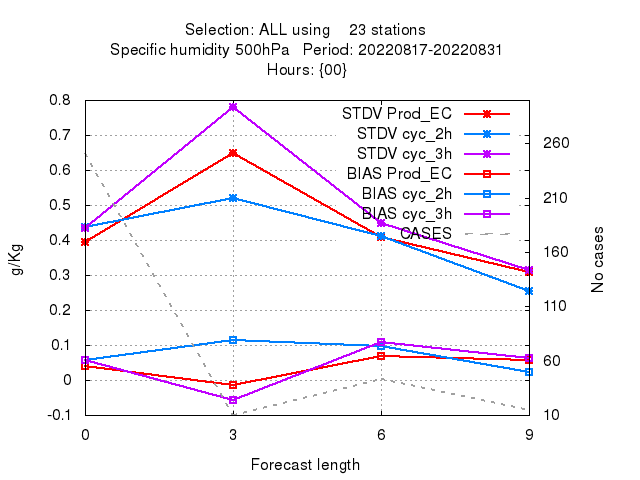 Selection: ALL using    23 stations
Specific humidity 500hPa   Period: 20220817-20220831
Hours: {00}
STDV Prod_EC
STDV cyc_2h
STDV cyc_3h
BIAS Prod_EC
BIAS cyc_2h
BIAS cyc_3h
CASES
0.8
0.7
0.6
0.5
0.4
0.3
0.2
0.1
0
-0.1
g/Kg
260
210
160
110
60
10
No cases
0 3 6 9
Forecast length